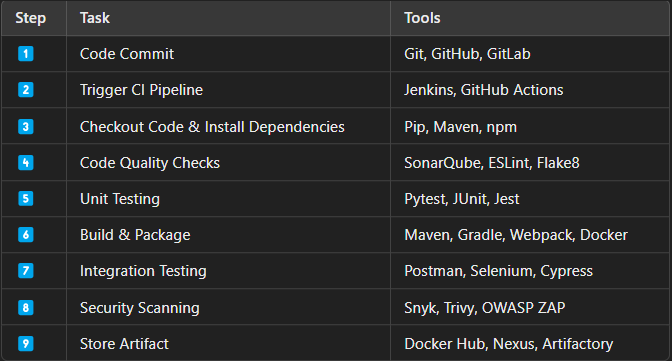 Step Task Tools
1 Code Commit Git, GitHub, GitLab
2 Trigger CI Pipeline Jenkins, GitHub Actions
3 Checkout Code & Install Dependencies Pip, Maven, npm
4 Code Quality Checks SonarQube, ESLint, Flake8
5 Unit Testing Pytest, JUnit, Jest
6 Build & Package Maven, Gradle, Webpack, Docker
7 Integration Testing Postman, Selenium, Cypress
8 Security Scanning Snyk, Trivy, OWASP ZAP
9 Store Artifact Docker Hub, Nexus, Artifactory